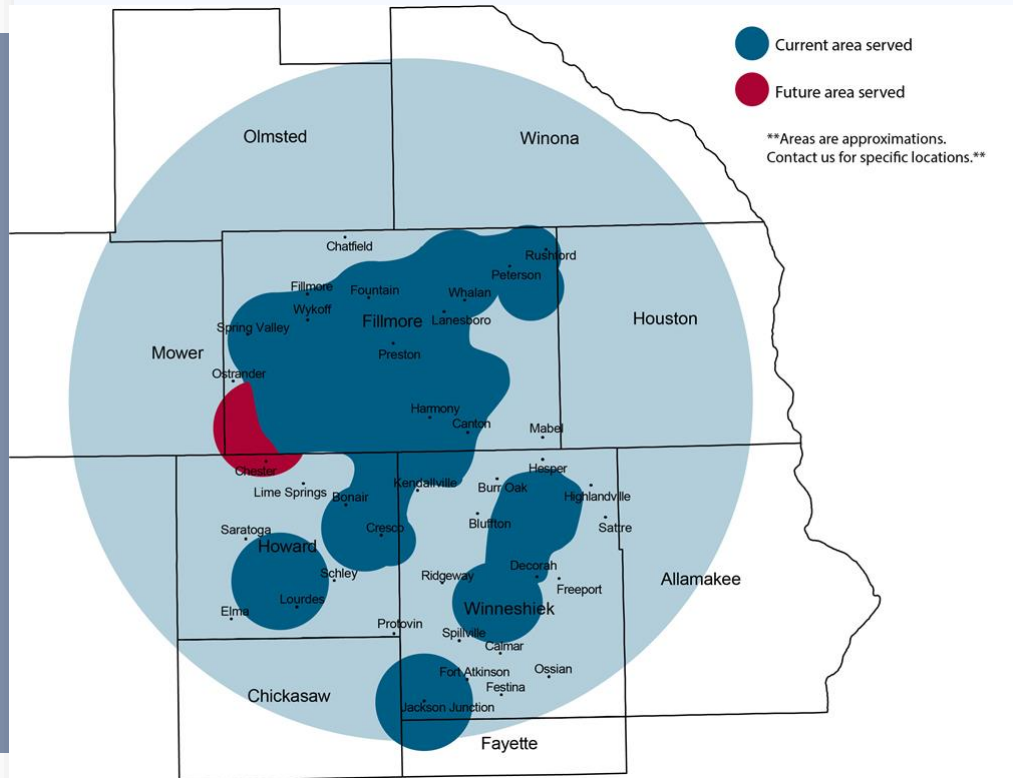 Current area served
Future area served
**Areas are approximations.
Contact us for specific locations.**
Olmsted
Winona
Chatfield
Rushford
Peterson
Fillmore
Fountain
Whalan
Wykoff
Fillmore
Lanesboro
Houston
Spring Valley
Mower
Preston
Ostrander
Harmony
Canton
Mabel
Chester
Hesper
Lime Springs
Bonair
Kendallville
Burr Oak
Highlandville
Saratoga
Cresco
Bluffton
Sattre
Howard
Schley
Ridgeway
Decorah
Freeport
Allamakee
Lourdes
Elma
Winneshiek
Protovin
Spillville
Calmar
Fort Atkinson
Ossian
Festina
Chickasaw
Jackson Junction
Fayette